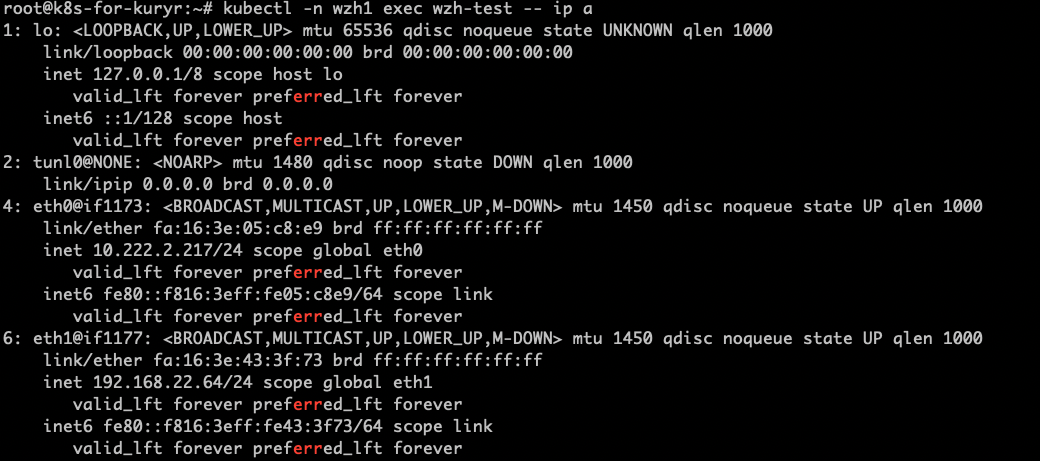 root@k8s-for-kuryr:~# kubectl -n wzh1 exec wzh-test -- ip a
1: lo: <LOOPBACK,UP,LOWER_UP> mtu 65536 qdisc noqueue state UNKNOWN qlen 1000
    link/loopback 00:00:00:00:00:00 brd 00:00:00:00:00:00
    inet 127.0.0.1/8 scope host lo
       valid_lft forever preferred_lft forever
    inet6 ::1/128 scope host
       valid_lft forever preferred_lft forever
2: tunl0@NONE: <NOARP> mtu 1480 qdisc noop state DOWN qlen 1000
    link/ipip 0.0.0.0 brd 0.0.0.0
4: eth0@if1173: <BROADCAST,MULTICAST,UP,LOWER_UP,M-DOWN> mtu 1450 qdisc noqueue state UP qlen 1000
    link/ether fa:16:3e:05:c8:e9 brd ff:ff:ff:ff:ff:ff
    inet 10.222.2.217/24 scope global eth0
       valid_lft forever preferred_lft forever
    inet6 fe80::f816:3eff:fe05:c8e9/64 scope link
       valid_lft forever preferred_lft forever
6: eth1@if1177: <BROADCAST,MULTICAST,UP,LOWER_UP,M-DOWN> mtu 1450 qdisc noqueue state UP qlen 1000
    link/ether fa:16:3e:43:3f:73 brd ff:ff:ff:ff:ff:ff
    inet 192.168.22.64/24 scope global eth1
       valid_lft forever preferred_lft forever
    inet6 fe80::f816:3eff:fe43:3f73/64 scope link
       valid_lft forever preferred_lft forever